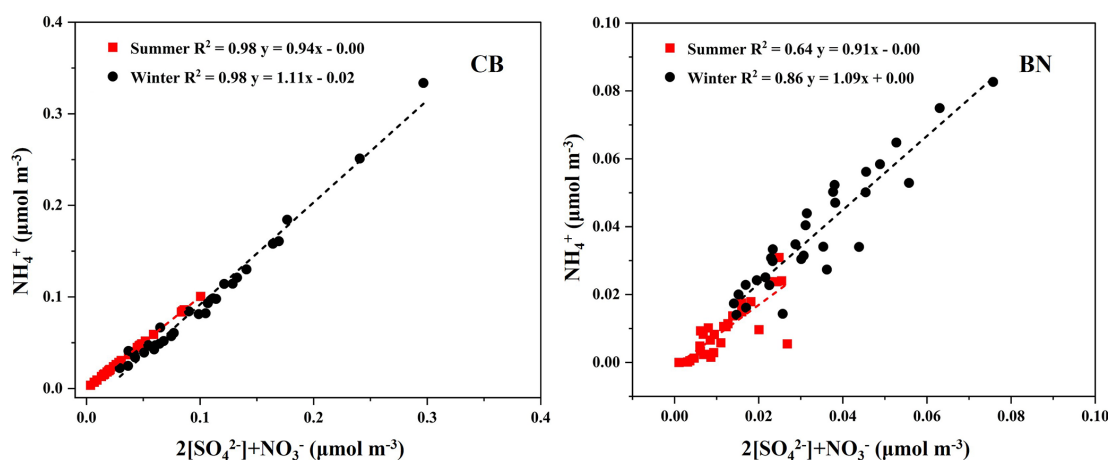 Summer R² = 0.98 y = 0.94x - 0.00
Winter R² = 0.98 y = 1.11x - 0.02
CB
0.4
0.3
0.2
0.1
0.0
NH₄⁺ (μmol m⁻³)
0.0 0.1 0.2 0.3 0.4
2[SO₄²⁻]+NO₃⁻ (μmol m⁻³)
Summer R² = 0.64 y = 0.91x - 0.00
Winter R² = 0.86 y = 1.09x + 0.00
BN
0.10
0.08
0.06
0.04
0.02
0.00
NH₄⁺ (μmol m⁻³)
0.00 0.02 0.04 0.06 0.08 0.10
2[SO₄²⁻]+NO₃⁻ (μmol m⁻³)